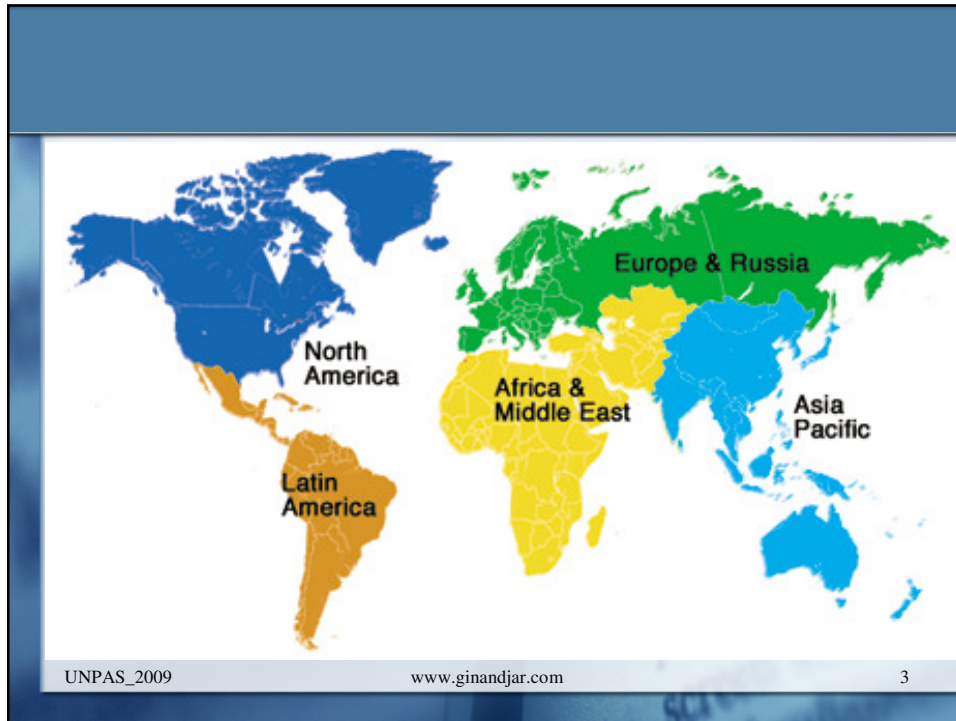 Europe & Russia
North
America
Africa &
Middle East
Asia
Pacific
Latin
America
UNPAS_2009 www.ginandjar.com 3